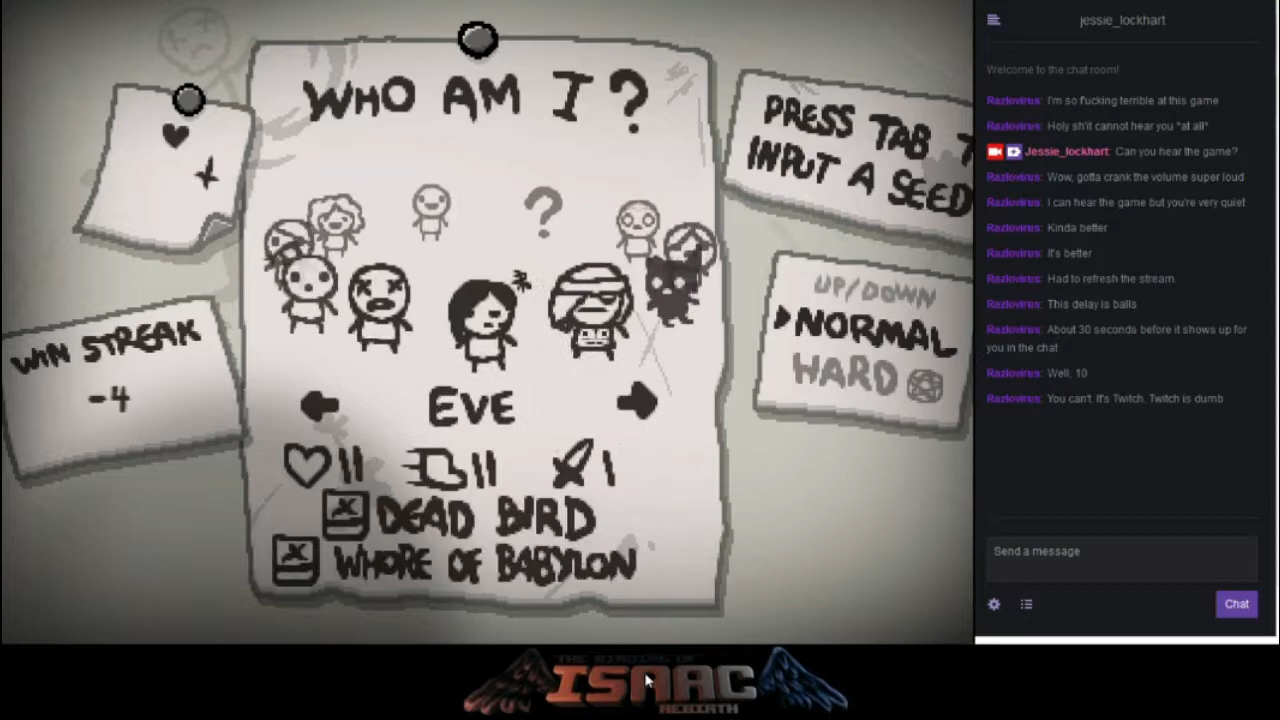 WHO AM I?
PRESS TAB T
INPUT A SEED
WIN STREAK
-4
UP/DOWN
NORMAL
HARD
EVE
DEAD BIRD
WHORE OF BABYLON
THE BINDING OF
ISAAC
REBIRTH
jessie_lockhart
Welcome to the chat room!
Razlovirus: I'm so fucking terrible at this game
Razlovirus: Holy sh'it cannot hear you *at all*
Jessie_lockhart: Can you hear the game?
Razlovirus: Wow, gotta crank the volume super loud
Razlovirus: I can hear the game but you're very quiet
Razlovirus: Kinda better
Razlovirus: It's better
Razlovirus: Had to refresh the stream.
Razlovirus: This delay is balls
Razlovirus: About 30 seconds before it shows up for
you in the chat
Razlovirus: Well, 10
Razlovirus: You can't. It's Twitch. Twitch is dumb
Send a message
Chat